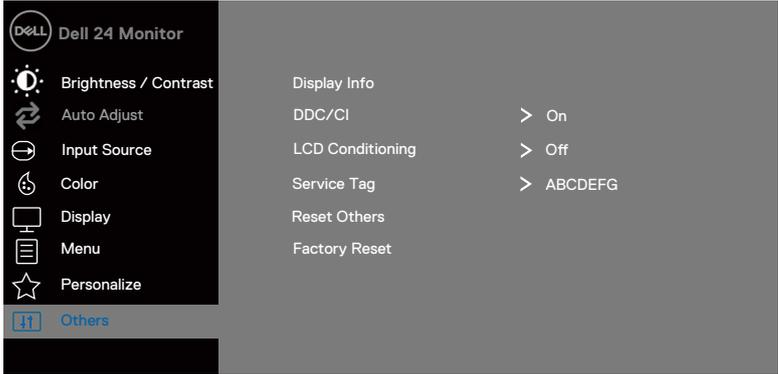 DELL Dell 24 Monitor
Brightness / Contrast Display Info
Auto Adjust DDC/CI > On
Input Source LCD Conditioning > Off
Color Service Tag > ABCDEFG
Display Reset Others
Menu Factory Reset
Personalize
Others